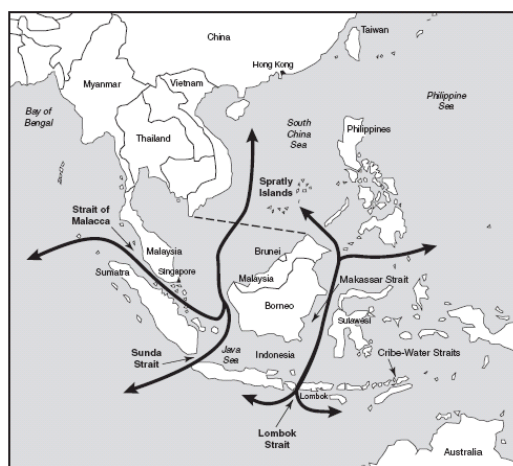 China
Taiwan
Hong Kong
Myanmar
Vietnam
Bay of
Bengal
Philippine
Sea
South
China
Sea
Philippines
Thailand
Spratly
Islands
Strait of
Malacca
Malaysia
Brunei
Singapore
Malaysia
Makassar Strait
Sumatra
Borneo
Sulawesi
Sunda
Strait
Java
Sea
Indonesia
Cribe-Water Straits
Lombok
Lombok
Strait
Australia